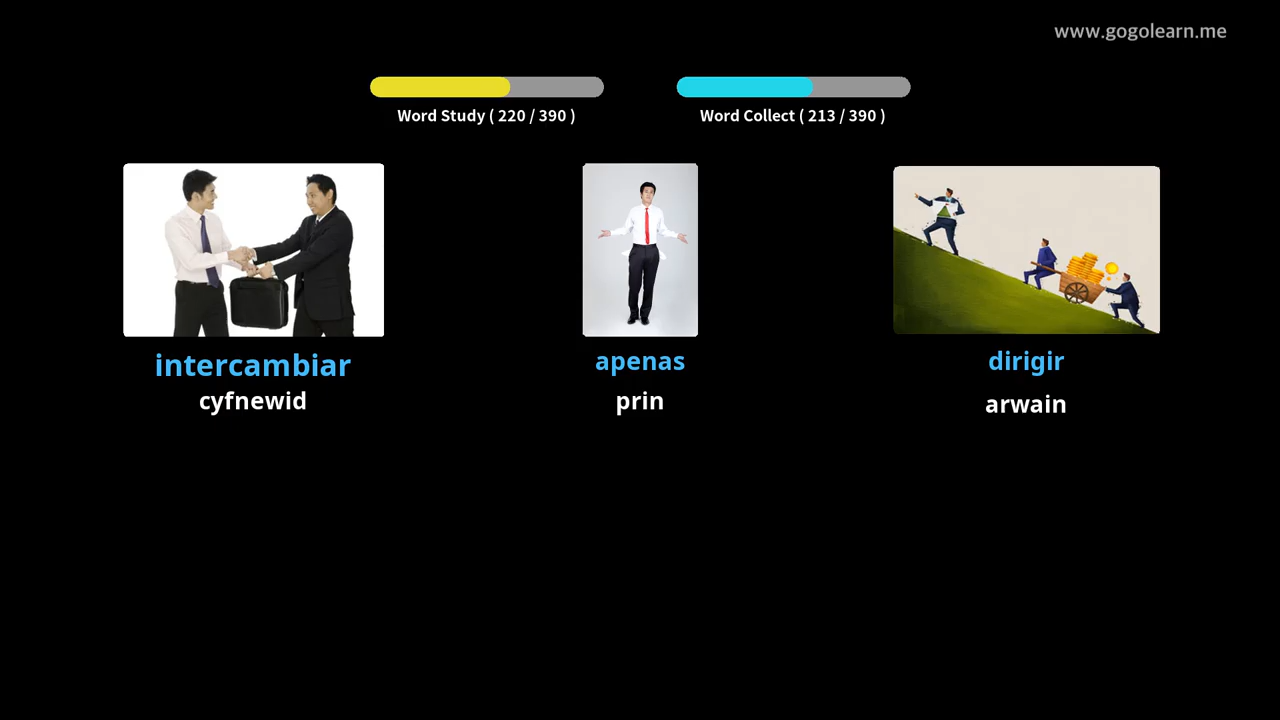 www.gogolearn.me
Word Study ( 220 / 390 )
Word Collect ( 213 / 390 )
intercambiar
cyfnewid
apenas
prin
dirigir
arwain